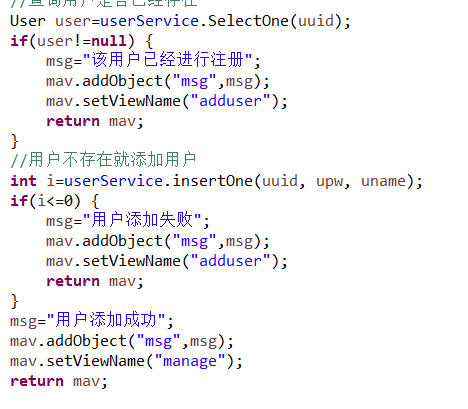 //查询用户是否已经存在
User user=userService.SelectOne(uuid);
if(user!=null) {
msg="该用户已经进行注册";
mav.addObject("msg",msg);
mav.setViewName("adduser");
return mav;
}
//用户不存在就添加用户
int i=userService.insertOne(uuid, upw, uname);
if(i<=0) {
msg="用户添加失败";
mav.addObject("msg",msg);
mav.setViewName("adduser");
return mav;
}
msg="用户添加成功";
mav.addObject("msg",msg);
mav.setViewName("manage");
return mav;